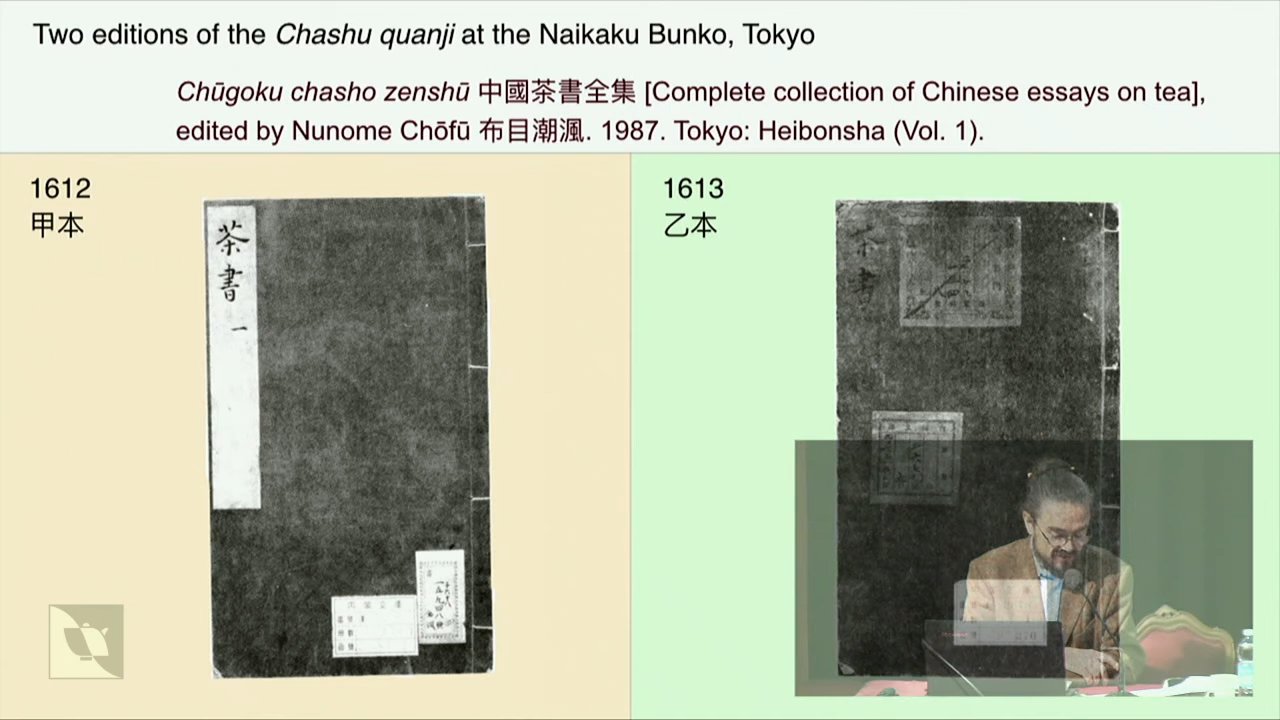 Two editions of the Chashu quanji at the Naikaku Bunko, Tokyo
Chūgoku chasho zenshū 中國茶書全集 [Complete collection of Chinese essays on tea],
edited by Nunome Chōfū 布目潮渢. 1987. Tokyo: Heibonsha (Vol. 1).
1612
甲本
茶書 一
1613
乙本
茶書